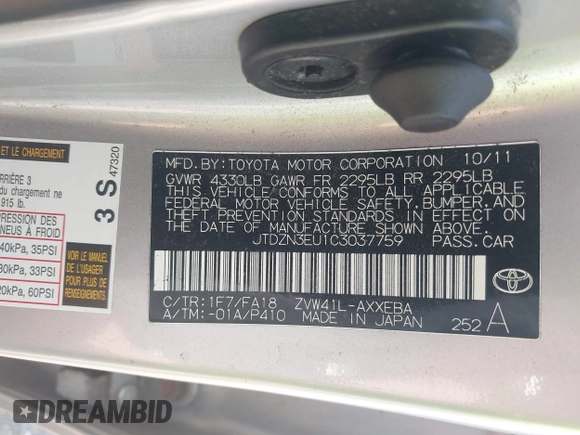 ET LE CHARGEMENT
3 S 47320
RRIÈRE 3
du chargement ne
915 lb.
PRESSION DES
NEUS À FROID
40kPa, 35PSI
30kPa, 33PSI
20kPa, 60PSI
VOIR LE MANUEL
DE L'USAGER
POUR PLUS DE
RENSEIGNEMENTS
MFD.BY:TOYOTA MOTOR CORPORATION 10/11
GVWR 4330LB GAWR FR 2295LB RR 2295LB
THIS VEHICLE CONFORMS TO ALL APPLICABLE
FEDERAL MOTOR VEHICLE SAFETY,BUMPER,AND
THEFT PREVENTION STANDARDS IN EFFECT ON
THE DATE OF MANUFACTURE SHOWN ABOVE.
JTDZN3EU1C3037759 PASS.CAR
C/TR:1F7/FA18 ZVW41L-AXXEBA
A/TM:-01A/P410 MADE IN JAPAN 252 A
TOYOTA
DREAMBID